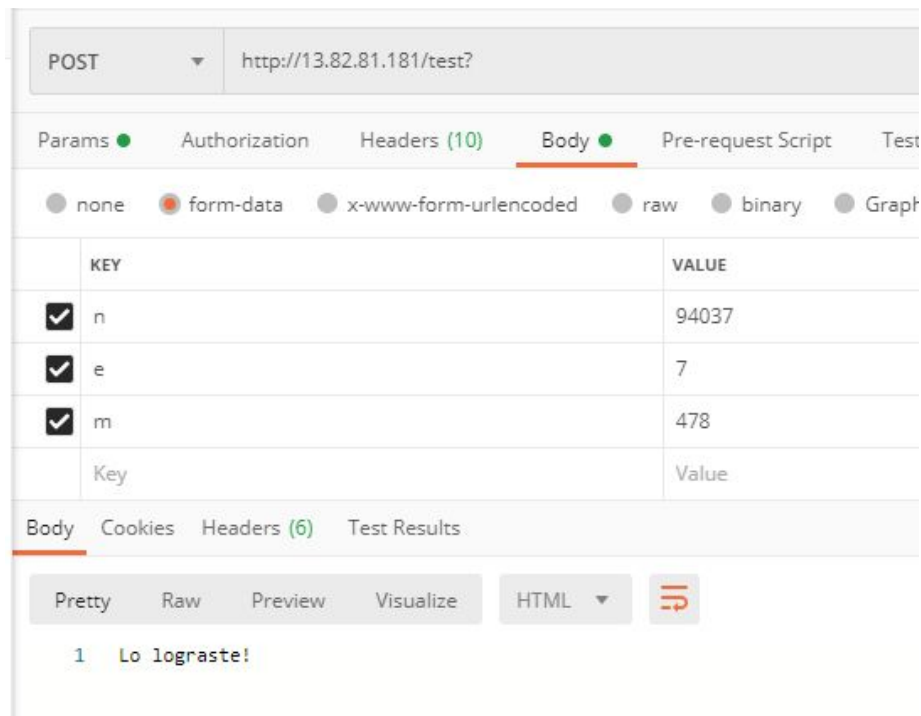 POST http://13.82.81.181/test?
Params Authorization Headers (10) Body Pre-request Script Test
none form-data x-www-form-urlencoded raw binary Graph
KEY VALUE
n 94037
e 7
m 478
Key Value
Body Cookies Headers (6) Test Results
Pretty Raw Preview Visualize HTML
1 Lo lograste!